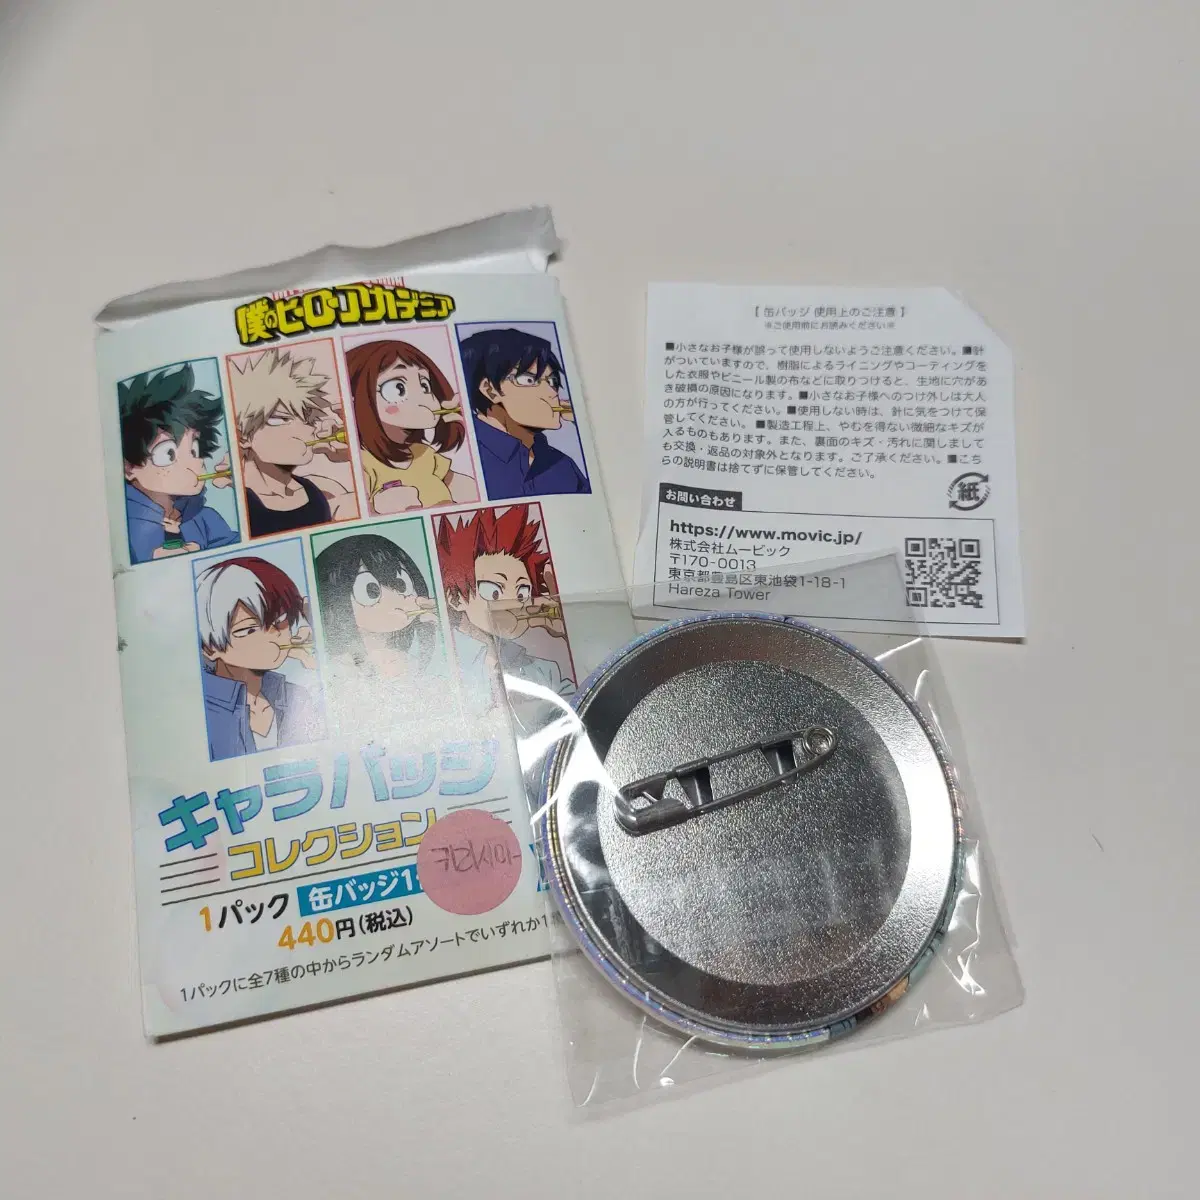 僕のヒーローアカデミア
キャラバッジ
コレクション
키리시마
1パック 缶バッジ1
440円(税込)
1パックに全7種の中からランダムアソートでいずれか1種
【 缶バッジ 使用上のご注意 】
※ご使用前にお読みください※
■小さなお子様が誤って使用しないようご注意ください。■針
がついていますので、樹脂によるライニングやコーティングを
した衣服やビニール製の布などに取りつけると、生地に穴があ
き破損の原因になります。■小さなお子様へのつけ外しは大人
の方が行ってください。■使用しない時は、針に気をつけて保
管してください。 ■製造工程上、やむを得ない微細なキズが
入るものもあります。また、裏面のキズ・汚れに関しまして
も交換・返品の対象外となります。ご了承ください。■こち
らの説明書は捨てずに保管してください。
紙
お問い合わせ
https://www.movic.jp/
株式会社ムービック
〒170-0013
東京都豊島区東池袋1-18-1
Hareza Tower